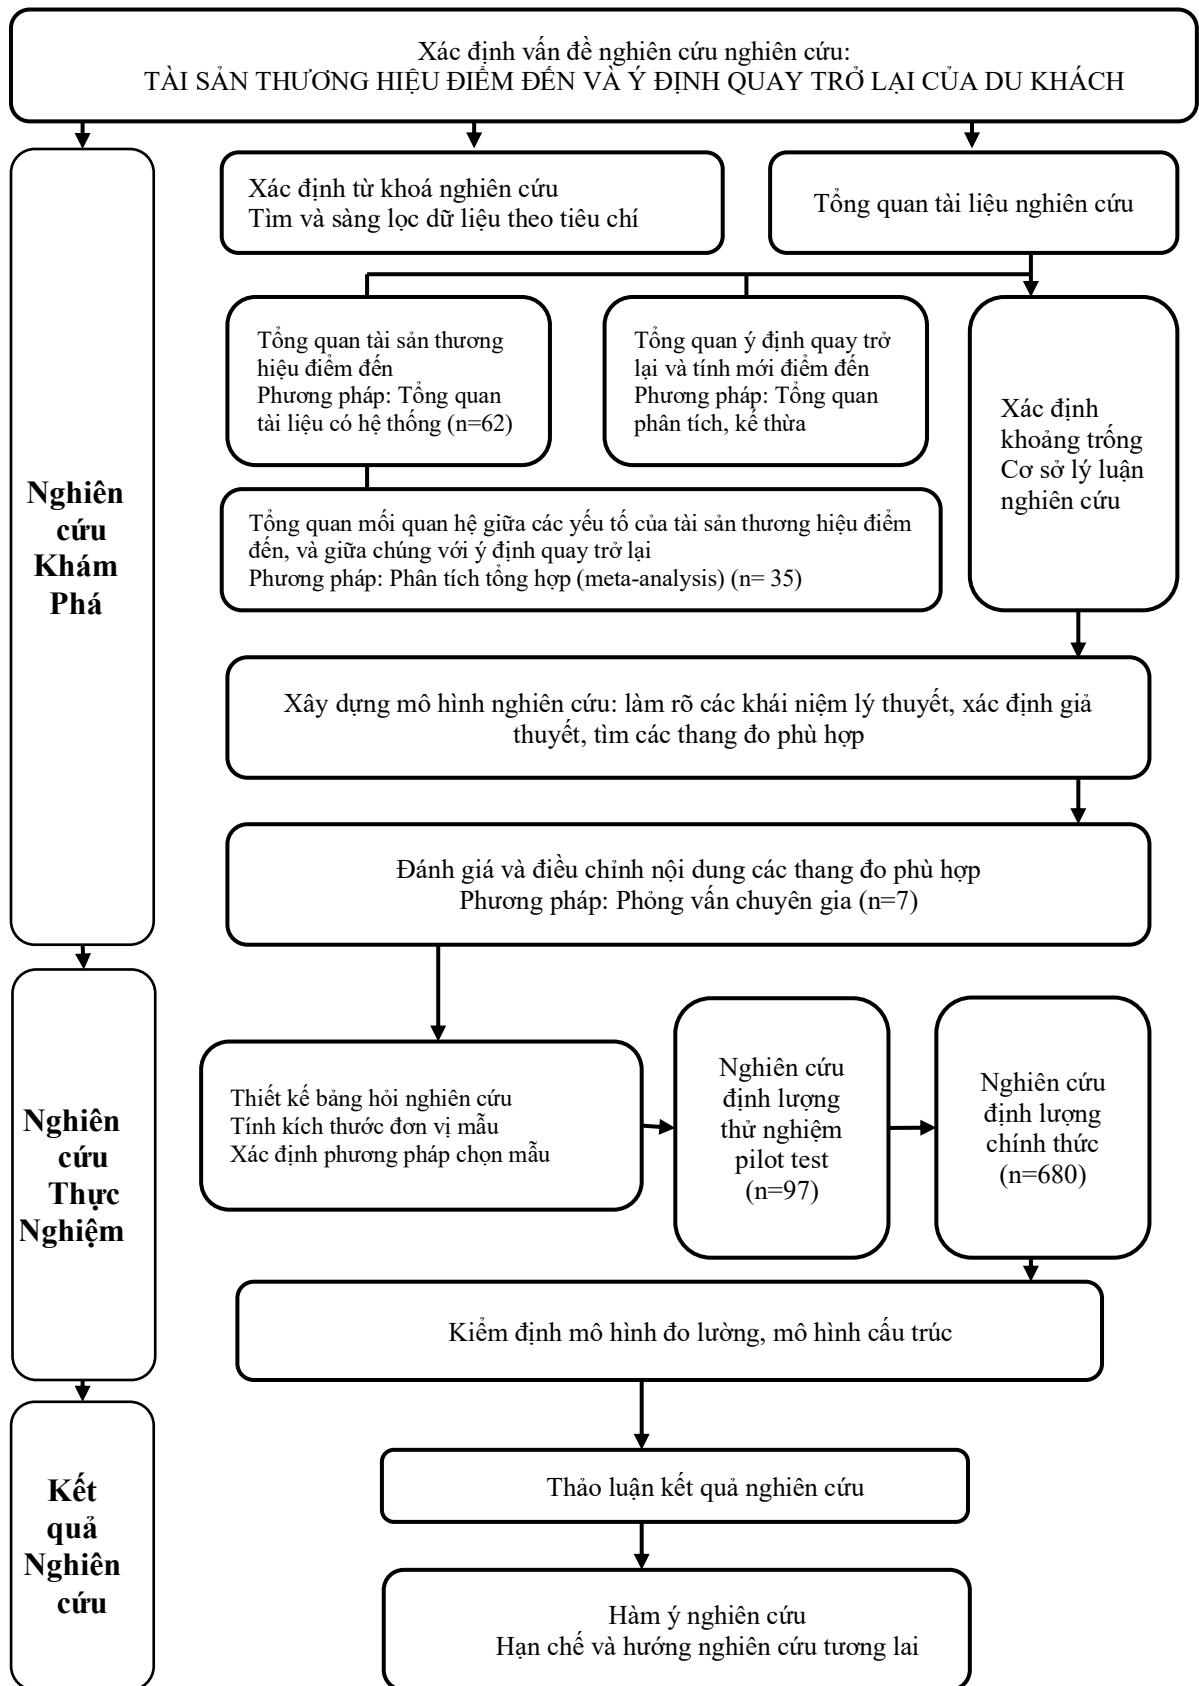 Xác định vấn đề nghiên cứu nghiên cứu:
TÀI SẢN THƯƠNG HIỆU ĐIỂM ĐẾN VÀ Ý ĐỊNH QUAY TRỞ LẠI CỦA DU KHÁCH
Nghiên
cứu
Khám
Phá
Xác định từ khoá nghiên cứu
Tìm và sàng lọc dữ liệu theo tiêu chí
Tổng quan tài liệu nghiên cứu
Tổng quan tài sản thương
hiệu điểm đến
Phương pháp: Tổng quan
tài liệu có hệ thống (n=62)
Tổng quan ý định quay trở
lại và tính mới điểm đến
Phương pháp: Tổng quan
phân tích, kế thừa
Xác định
khoảng trống
Cơ sở lý luận
nghiên cứu
Tổng quan mối quan hệ giữa các yếu tố của tài sản thương hiệu điểm
đến, và giữa chúng với ý định quay trở lại
Phương pháp: Phân tích tổng hợp (meta-analysis) (n= 35)
Xây dựng mô hình nghiên cứu: làm rõ các khái niệm lý thuyết, xác định giả
thuyết, tìm các thang đo phù hợp
Đánh giá và điều chỉnh nội dung các thang đo phù hợp
Phương pháp: Phỏng vấn chuyên gia (n=7)
Nghiên
cứu
Thực
Nghiệm
Thiết kế bảng hỏi nghiên cứu
Tính kích thước đơn vị mẫu
Xác định phương pháp chọn mẫu
Nghiên cứu
định lượng
thử nghiệm
pilot test
(n=97)
Nghiên cứu
định lượng
chính thức
(n=680)
Kiểm định mô hình đo lường, mô hình cấu trúc
Kết
quả
Nghiên
cứu
Thảo luận kết quả nghiên cứu
Hàm ý nghiên cứu
Hạn chế và hướng nghiên cứu tương lai